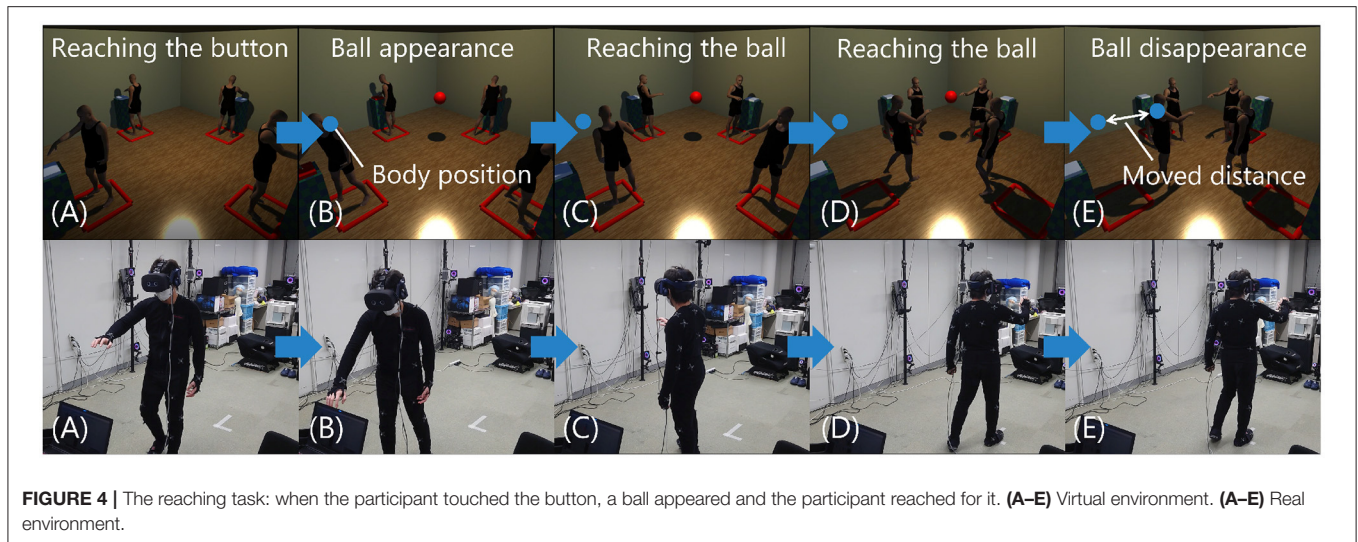 Reaching the button
Ball appearance
Reaching the ball
Reaching the ball
Ball disappearance
Body position
Moved distance
(A)
(B)
(C)
(D)
(E)
(A)
(B)
(C)
(D)
(E)
FIGURE 4 | The reaching task: when the participant touched the button, a ball appeared and the participant reached for it. (A–E) Virtual environment. (A–E) Real
environment.